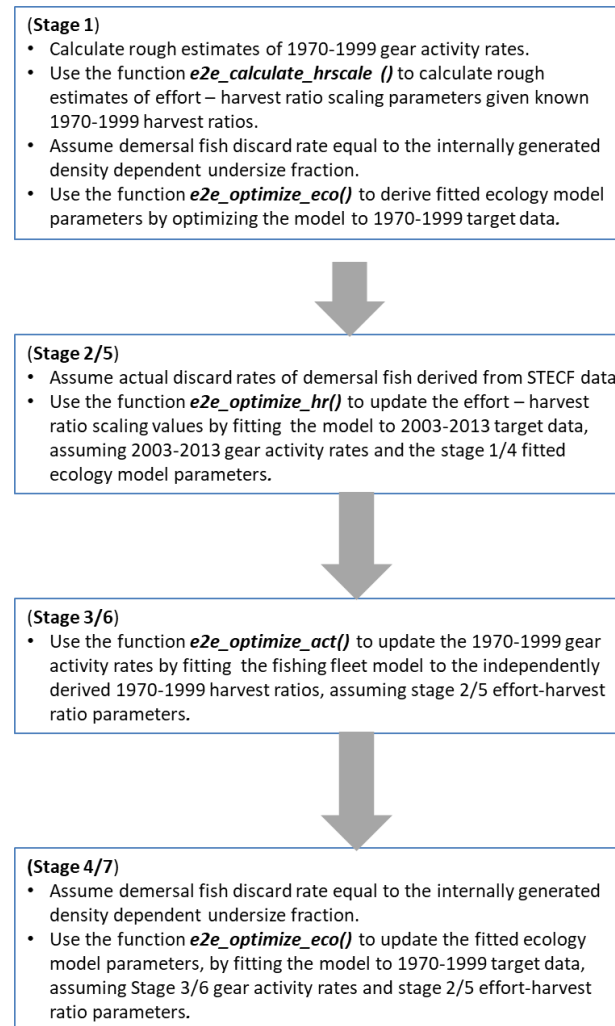 (Stage 1)
• Calculate rough estimates of 1970-1999 gear activity rates.
• Use the function e2e_calculate_hrscale () to calculate rough
estimates of effort – harvest ratio scaling parameters given known
1970-1999 harvest ratios.
• Assume demersal fish discard rate equal to the internally generated
density dependent undersize fraction.
• Use the function e2e_optimize_eco() to derive fitted ecology model
parameters by optimizing the model to 1970-1999 target data.
(Stage 2/5)
• Assume actual discard rates of demersal fish derived from STECF data
• Use the function e2e_optimize_hr() to update the effort – harvest
ratio scaling values by fitting the model to 2003-2013 target data,
assuming 2003-2013 gear activity rates and the stage 1/4 fitted
ecology model parameters.
(Stage 3/6)
• Use the function e2e_optimize_act() to update the 1970-1999 gear
activity rates by fitting the fishing fleet model to the independently
derived 1970-1999 harvest ratios, assuming stage 2/5 effort-harvest
ratio parameters.
(Stage 4/7)
• Assume demersal fish discard rate equal to the internally generated
density dependent undersize fraction.
• Use the function e2e_optimize_eco() to update the fitted ecology
model parameters, by fitting the model to 1970-1999 target data,
assuming Stage 3/6 gear activity rates and stage 2/5 effort-harvest
ratio parameters.